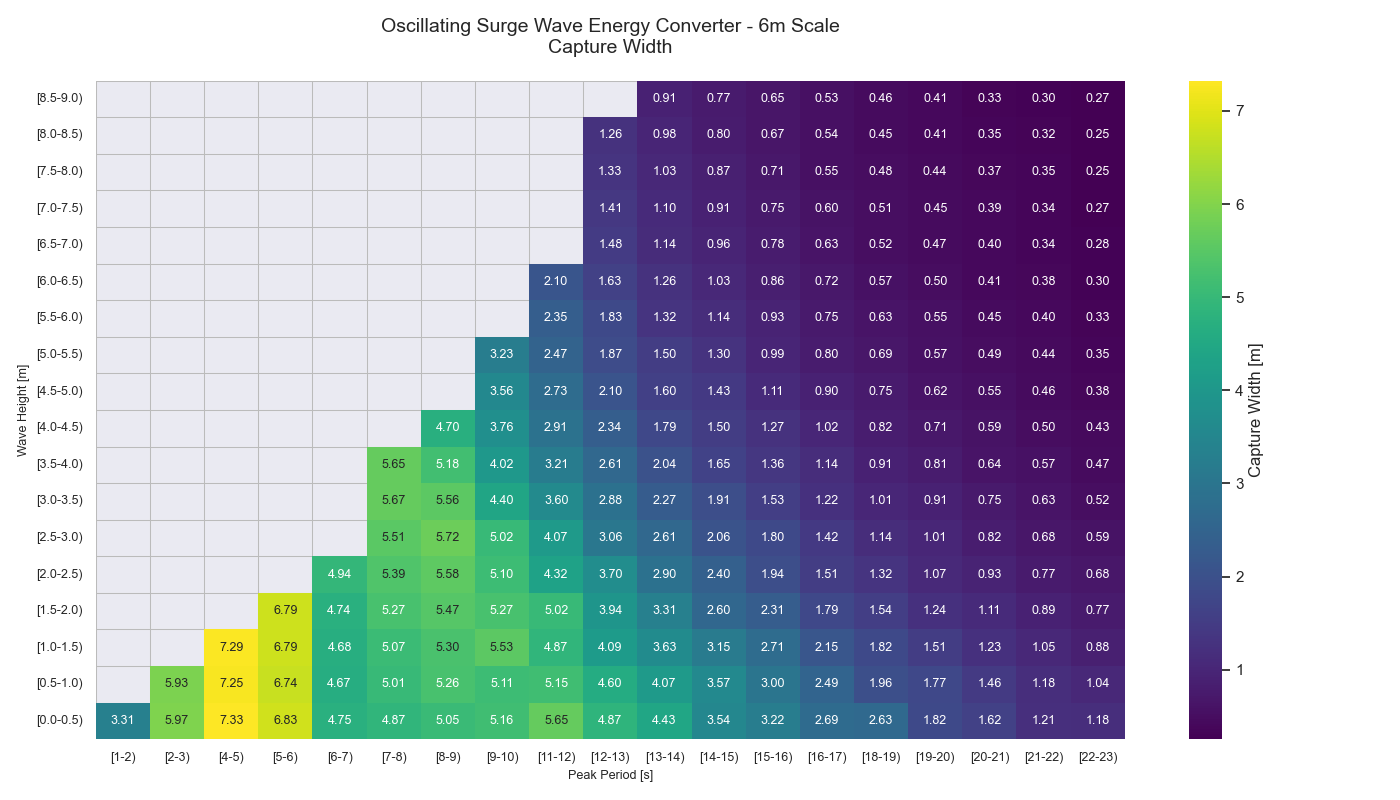 Oscillating Surge Wave Energy Converter - 6m Scale
Capture Width
[8.5-9.0) 0.91 0.77 0.65 0.53 0.46 0.41 0.33 0.30 0.27
[8.0-8.5) 1.26 0.98 0.80 0.67 0.54 0.45 0.41 0.35 0.32 0.25
[7.5-8.0) 1.33 1.03 0.87 0.71 0.55 0.48 0.44 0.37 0.35 0.25
[7.0-7.5) 1.41 1.10 0.91 0.75 0.60 0.51 0.45 0.39 0.34 0.27
[6.5-7.0) 1.48 1.14 0.96 0.78 0.63 0.52 0.47 0.40 0.34 0.28
[6.0-6.5) 2.10 1.63 1.26 1.03 0.86 0.72 0.57 0.50 0.41 0.38 0.30
[5.5-6.0) 2.35 1.83 1.32 1.14 0.93 0.75 0.63 0.55 0.45 0.40 0.33
[5.0-5.5) 3.23 2.47 1.87 1.50 1.30 0.99 0.80 0.69 0.57 0.49 0.44 0.35
[4.5-5.0) 3.56 2.73 2.10 1.60 1.43 1.11 0.90 0.75 0.62 0.55 0.46 0.38
[4.0-4.5) 4.70 3.76 2.91 2.34 1.79 1.50 1.27 1.02 0.82 0.71 0.59 0.50 0.43
[3.5-4.0) 5.65 5.18 4.02 3.21 2.61 2.04 1.65 1.36 1.14 0.91 0.81 0.64 0.57 0.47
[3.0-3.5) 5.67 5.56 4.40 3.60 2.88 2.27 1.91 1.53 1.22 1.01 0.91 0.75 0.63 0.52
[2.5-3.0) 5.51 5.72 5.02 4.07 3.06 2.61 2.06 1.80 1.42 1.14 1.01 0.82 0.68 0.59
[2.0-2.5) 4.94 5.39 5.58 5.10 4.32 3.70 2.90 2.40 1.94 1.51 1.32 1.07 0.93 0.77 0.68
[1.5-2.0) 6.79 4.74 5.27 5.47 5.27 5.02 3.94 3.31 2.60 2.31 1.79 1.54 1.24 1.11 0.89 0.77
[1.0-1.5) 7.29 6.79 4.68 5.07 5.30 5.53 4.87 4.09 3.63 3.15 2.71 2.15 1.82 1.51 1.23 1.05 0.88
[0.5-1.0) 5.93 7.25 6.74 4.67 5.01 5.26 5.11 5.15 4.60 4.07 3.57 3.00 2.49 1.96 1.77 1.46 1.18 1.04
[0.0-0.5) 3.31 5.97 7.33 6.83 4.75 4.87 5.05 5.16 5.65 4.87 4.43 3.54 3.22 2.69 2.63 1.82 1.62 1.21 1.18
[1-2) [2-3) [4-5) [5-6) [6-7) [7-8) [8-9) [9-10) [11-12) [12-13) [13-14) [14-15) [15-16) [16-17) [18-19) [19-20) [20-21) [21-22) [22-23)
Peak Period [s]
Wave Height [m]
7
6
5
4
3
2
1
Capture Width [m]